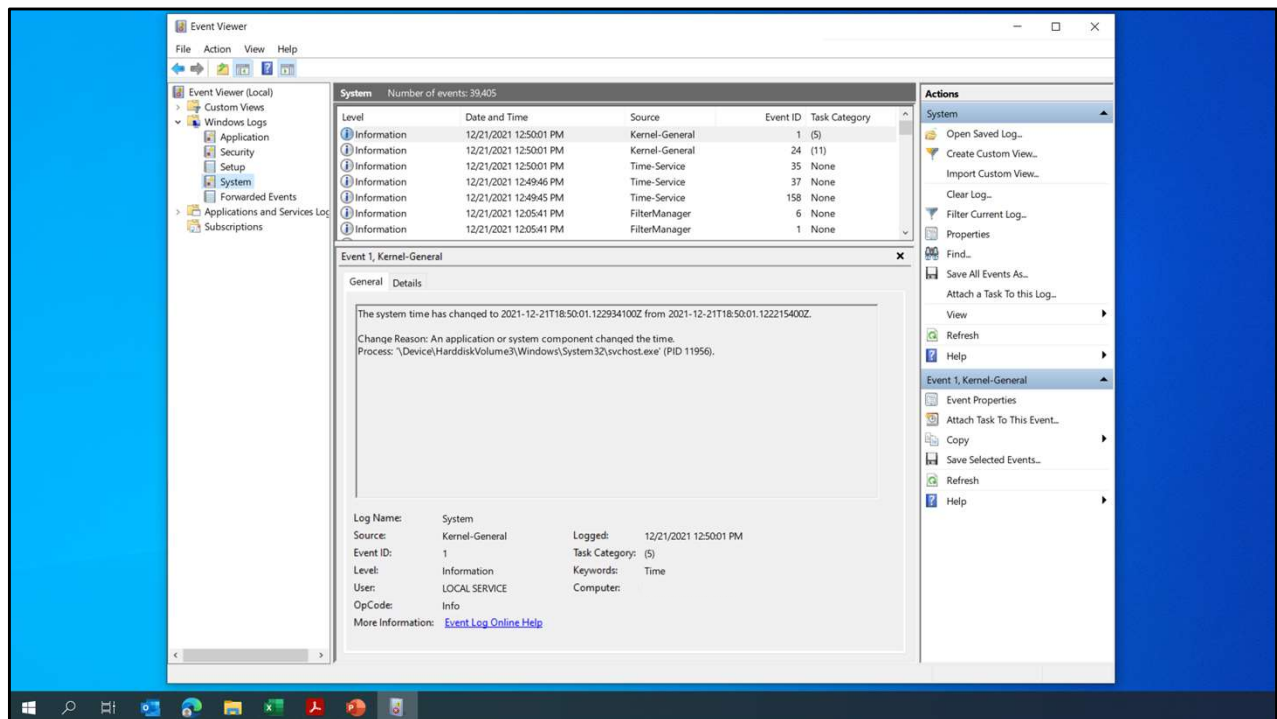 Event Viewer
File Action View Help
Event Viewer (Local)
Custom Views
Windows Logs
Application
Security
Setup
System
Forwarded Events
Applications and Services Log
Subscriptions
System Number of events: 39,405
Level Date and Time Source Event ID Task Category
Information 12/21/2021 12:50:01 PM Kernel-General 1 (5)
Information 12/21/2021 12:50:01 PM Kernel-General 24 (11)
Information 12/21/2021 12:50:01 PM Time-Service 35 None
Information 12/21/2021 12:49:46 PM Time-Service 37 None
Information 12/21/2021 12:49:45 PM Time-Service 158 None
Information 12/21/2021 12:05:41 PM FilterManager 6 None
Information 12/21/2021 12:05:41 PM FilterManager 1 None
Event 1, Kernel-General
General Details
The system time has changed to 2021-12-21T18:50:01.122934100Z from 2021-12-21T18:50:01.122215400Z.
Change Reason: An application or system component changed the time.
Process: '\Device\HarddiskVolume3\Windows\System32\svchost.exe' (PID 11956).
Log Name: System
Source: Kernel-General Logged: 12/21/2021 12:50:01 PM
Event ID: 1 Task Category: (5)
Level: Information Keywords: Time
User: LOCAL SERVICE Computer:
OpCode: Info
More Information: Event Log Online Help
Actions
System
Open Saved Log...
Create Custom View...
Import Custom View...
Clear Log...
Filter Current Log...
Properties
Find...
Save All Events As...
Attach a Task To this Log...
View
Refresh
Help
Event 1, Kernel-General
Event Properties
Attach Task To This Event...
Copy
Save Selected Events...
Refresh
Help